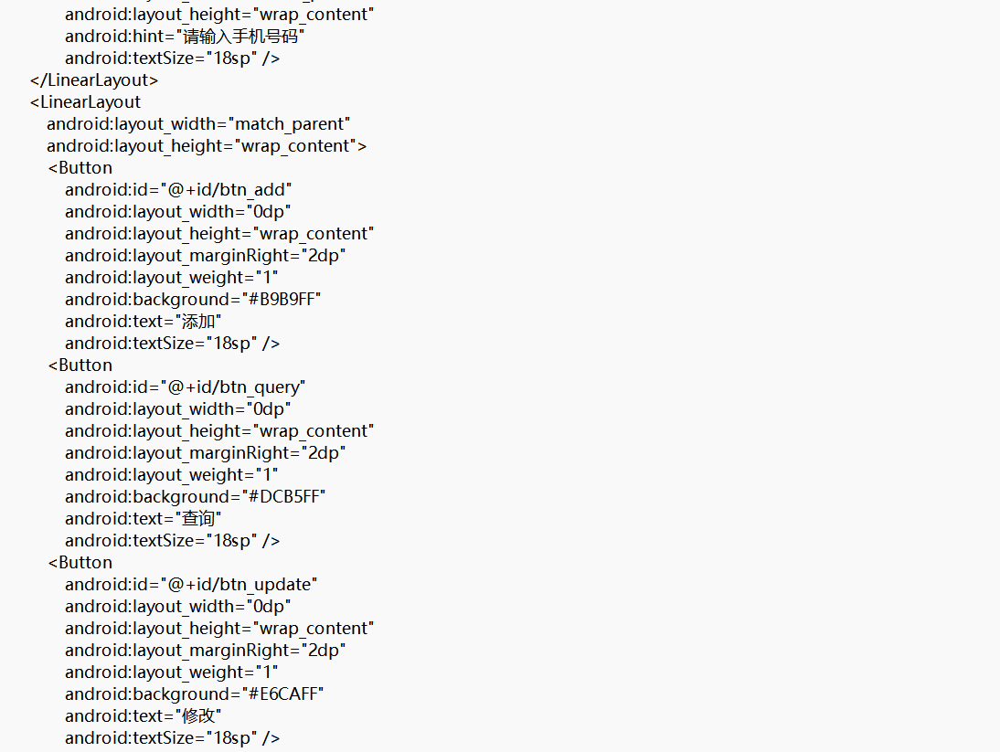 android:layout_height="wrap_content"
android:hint="请输入手机号码"
android:textSize="18sp" />
</LinearLayout>
<LinearLayout
android:layout_width="match_parent"
android:layout_height="wrap_content">
<Button
android:id="@+id/btn_add"
android:layout_width="0dp"
android:layout_height="wrap_content"
android:layout_marginRight="2dp"
android:layout_weight="1"
android:background="#B9B9FF"
android:text="添加"
android:textSize="18sp" />
<Button
android:id="@+id/btn_query"
android:layout_width="0dp"
android:layout_height="wrap_content"
android:layout_marginRight="2dp"
android:layout_weight="1"
android:background="#DCB5FF"
android:text="查询"
android:textSize="18sp" />
<Button
android:id="@+id/btn_update"
android:layout_width="0dp"
android:layout_height="wrap_content"
android:layout_marginRight="2dp"
android:layout_weight="1"
android:background="#E6CAFF"
android:text="修改"
android:textSize="18sp" />